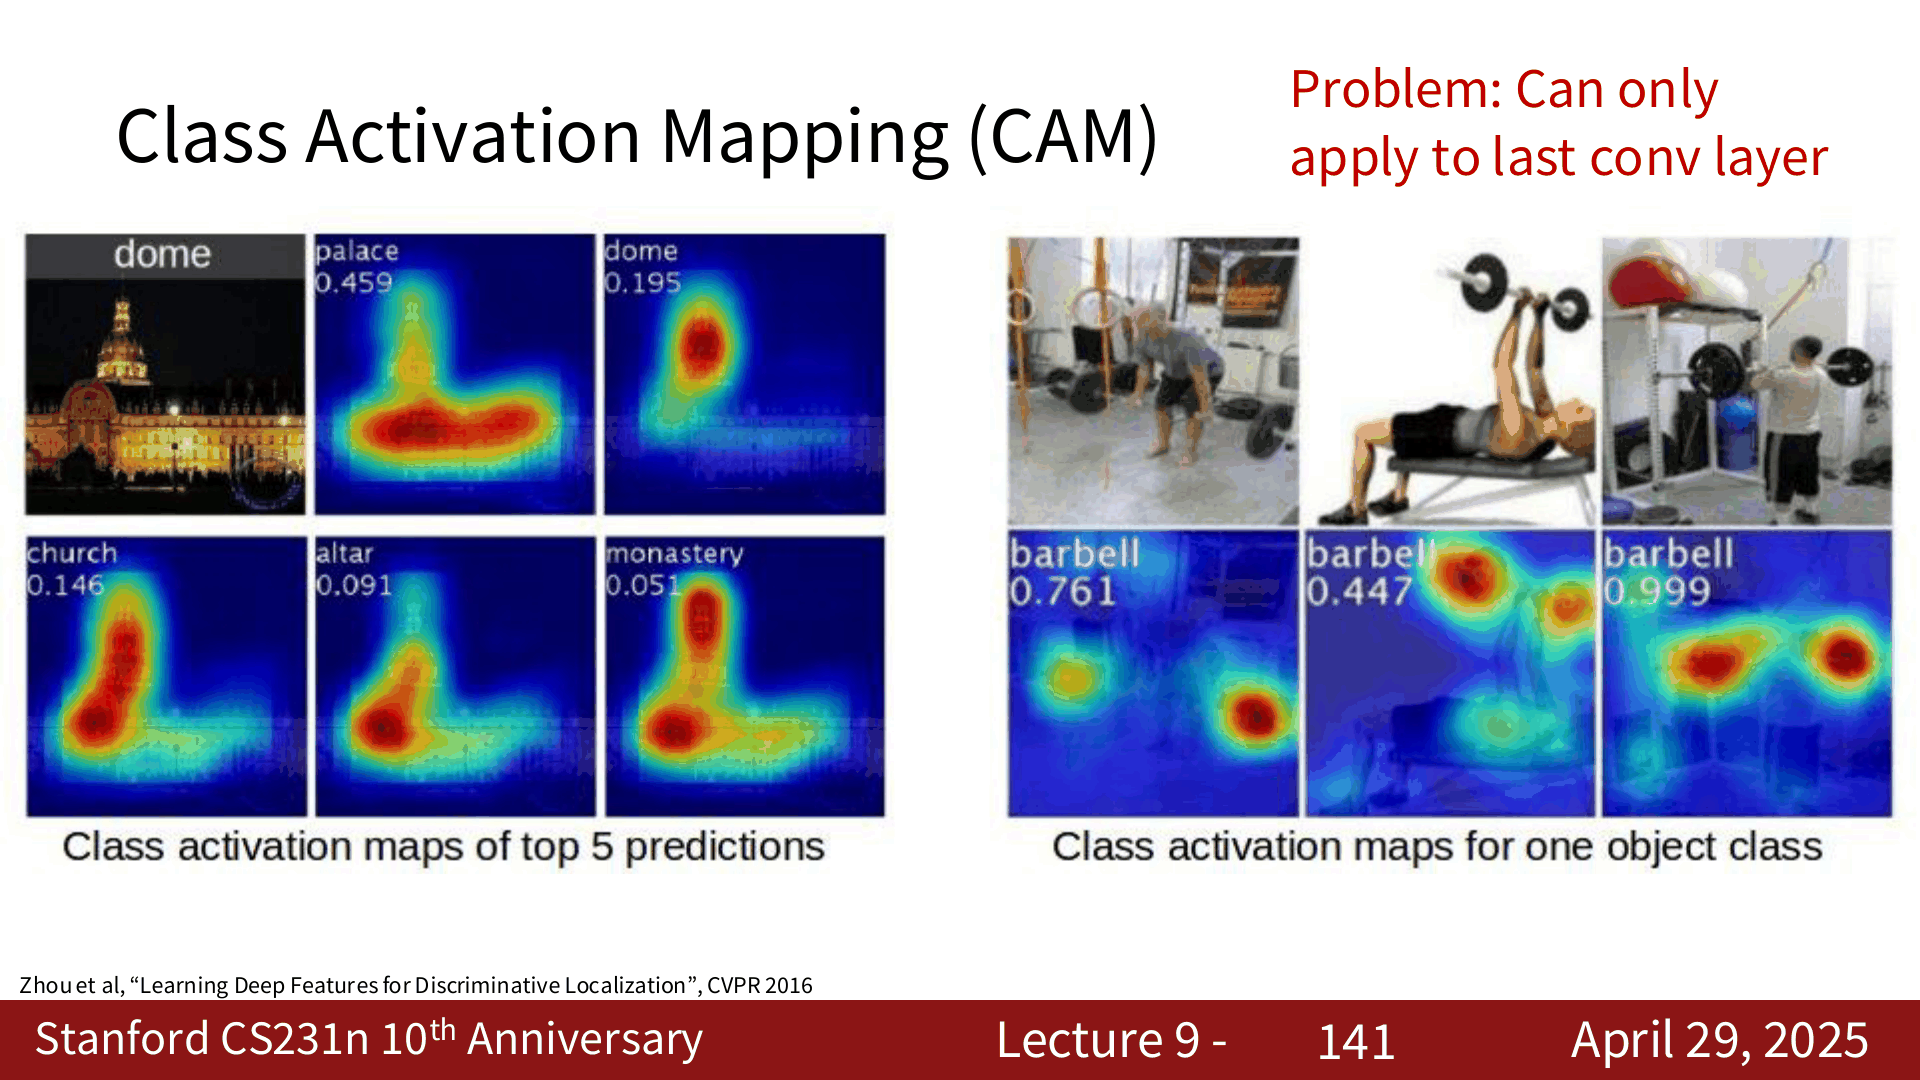 Class Activation Mapping (CAM)
Problem: Can only
apply to last conv layer
dome
palace
0.459
dome
0.195
church
0.146
altar
0.091
monastery
0.051
Class activation maps of top 5 predictions
barbell
0.761
barbell
0.447
barbell
0.999
Class activation maps for one object class
Zhou et al, “Learning Deep Features for Discriminative Localization”, CVPR 2016
Stanford CS231n 10th Anniversary
Lecture 9 -
141
April 29, 2025